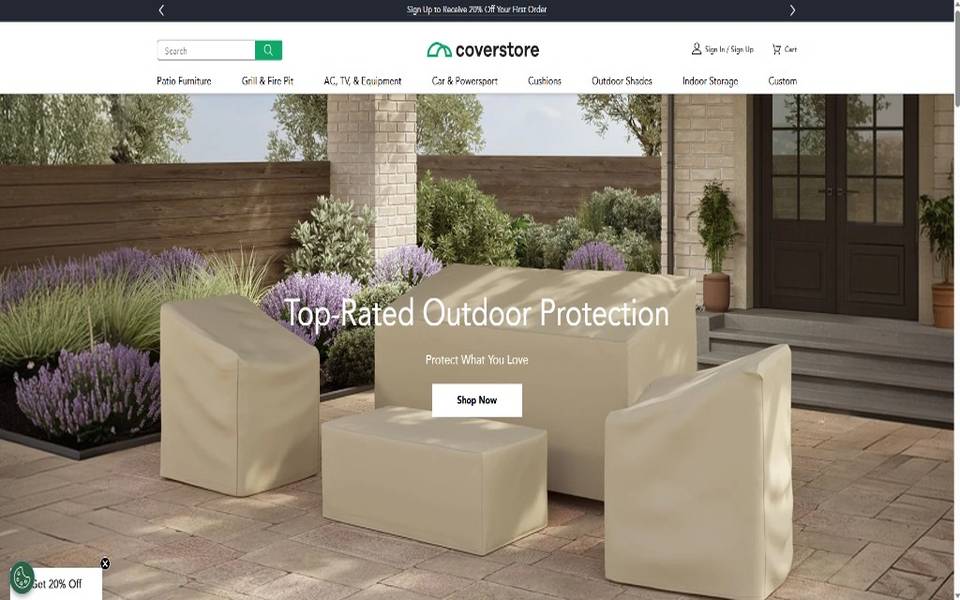 Sign Up to Receive 20% Off Your First Order
Search
coverstore
Sign In / Sign Up
Cart
Patio Furniture
Grill & Fire Pit
AC, TV, & Equipment
Car & Powersport
Cushions
Outdoor Shades
Indoor Storage
Custom
Top-Rated Outdoor Protection
Protect What You Love
Shop Now
Get 20% Off